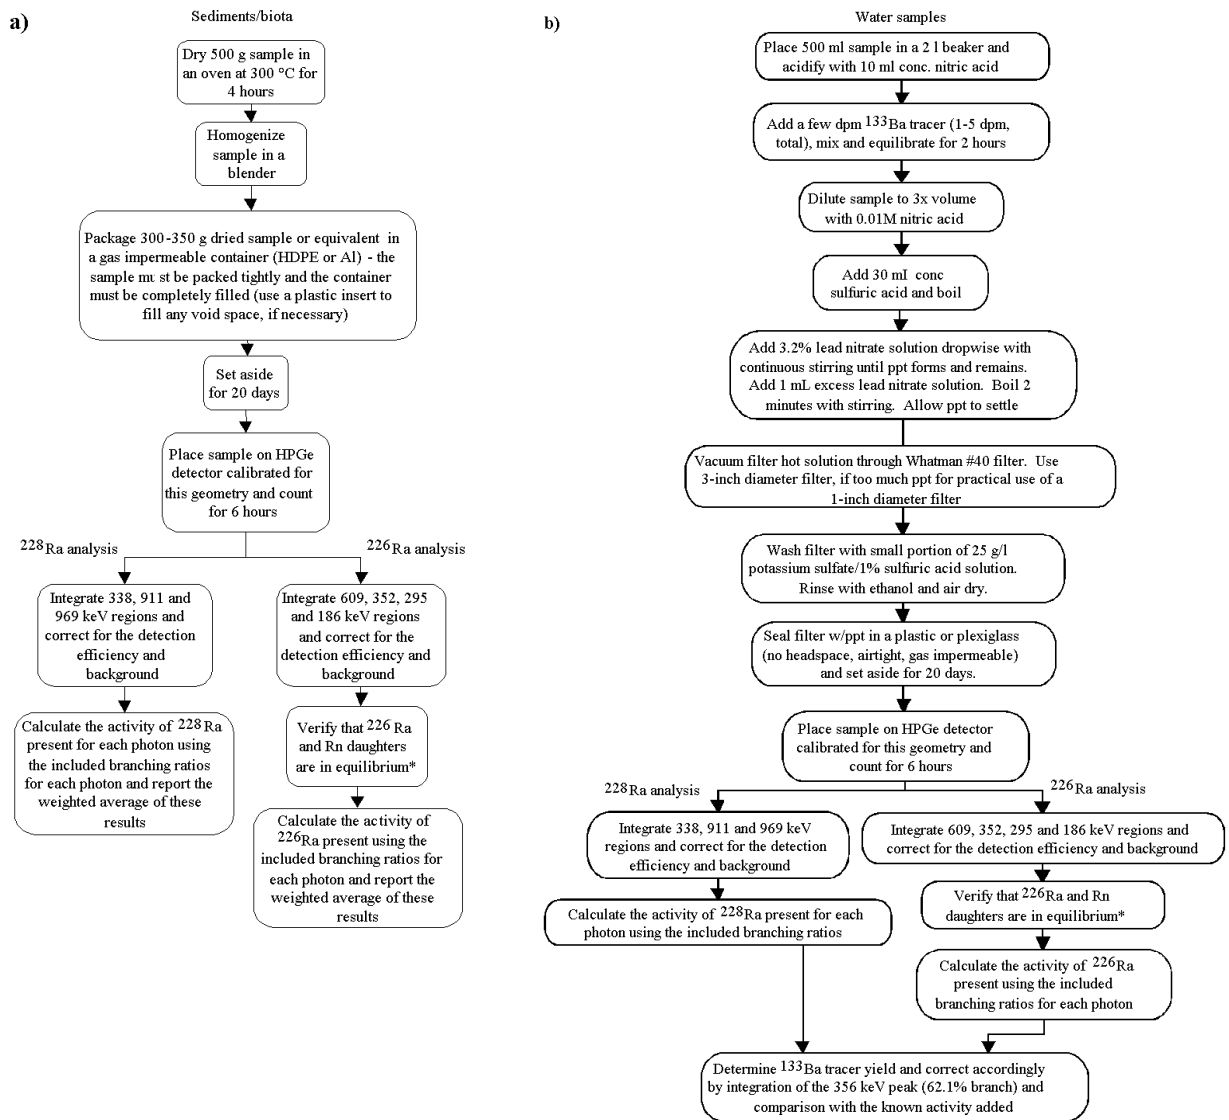 a)
Sediments/biota
Dry 500 g sample in
an oven at 300 °C for
4 hours
Homogenize
sample in a
blender
Package 300-350 g dried sample or equivalent in
a gas impermeable container (HDPE or Al) - the
sample must be packed tightly and the container
must be completely filled (use a plastic insert to
fill any void space, if necessary)
Set aside
for 20 days
Place sample on HPGe
detector calibrated for
this geometry and count
for 6 hours
228Ra analysis
226Ra analysis
Integrate 338, 911 and
969 keV regions and
correct for the detection
efficiency and
background
Integrate 609, 352, 295
and 186 keV regions
and correct for the
detection efficiency and
background
Calculate the activity of 228Ra
present for each photon using
the included branching ratios
for each photon and report the
weighted average of these
results
Verify that 226 Ra
and Rn daughters
are in equilibrium*
Calculate the activity of
226Ra present using the
included branching ratios for
each photon and report the
weighted average of these
results
b)
Water samples
Place 500 ml sample in a 2 l beaker and
acidify with 10 ml conc. nitric acid
Add a few dpm 133Ba tracer (1-5 dpm,
total), mix and equilibrate for 2 hours
Dilute sample to 3x volume
with 0.01M nitric acid
Add 30 ml conc
sulfuric acid and boil
Add 3.2% lead nitrate solution dropwise with
continuous stirring until ppt forms and remains.
Add 1 mL excess lead nitrate solution. Boil 2
minutes with stirring. Allow ppt to settle
Vacuum filter hot solution through Whatman #40 filter. Use
3-inch diameter filter, if too much ppt for practical use of a
1-inch diameter filter
Wash filter with small portion of 25 g/l
potassium sulfate/1% sulfuric acid solution.
Rinse with ethanol and air dry.
Seal filter w/ppt in a plastic or plexiglass
(no headspace, airtight, gas impermeable)
and set aside for 20 days.
Place sample on HPGe detector
calibrated for this geometry and
count for 6 hours
228Ra analysis
226Ra analysis
Integrate 338, 911 and 969 keV
regions and correct for the detection
efficiency and background
Integrate 609, 352, 295 and 186 keV regions and
correct for the detection efficiency and background
Calculate the activity of 228Ra present for each
photon using the included branching ratios
Verify that 226Ra and Rn
daughters are in equilibrium*
Calculate the activity of 226Ra
present using the included
branching ratios for each photon
Determine 133Ba tracer yield and correct accordingly
by integration of the 356 keV peak (62.1% branch) and
comparison with the known activity added